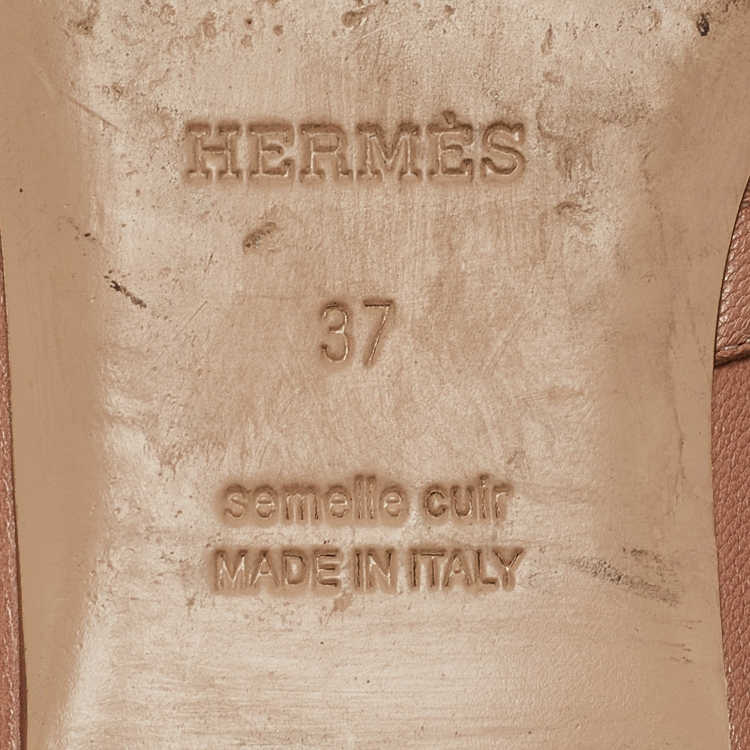 HERMÈS
37
semelle cuir
MADE IN ITALY